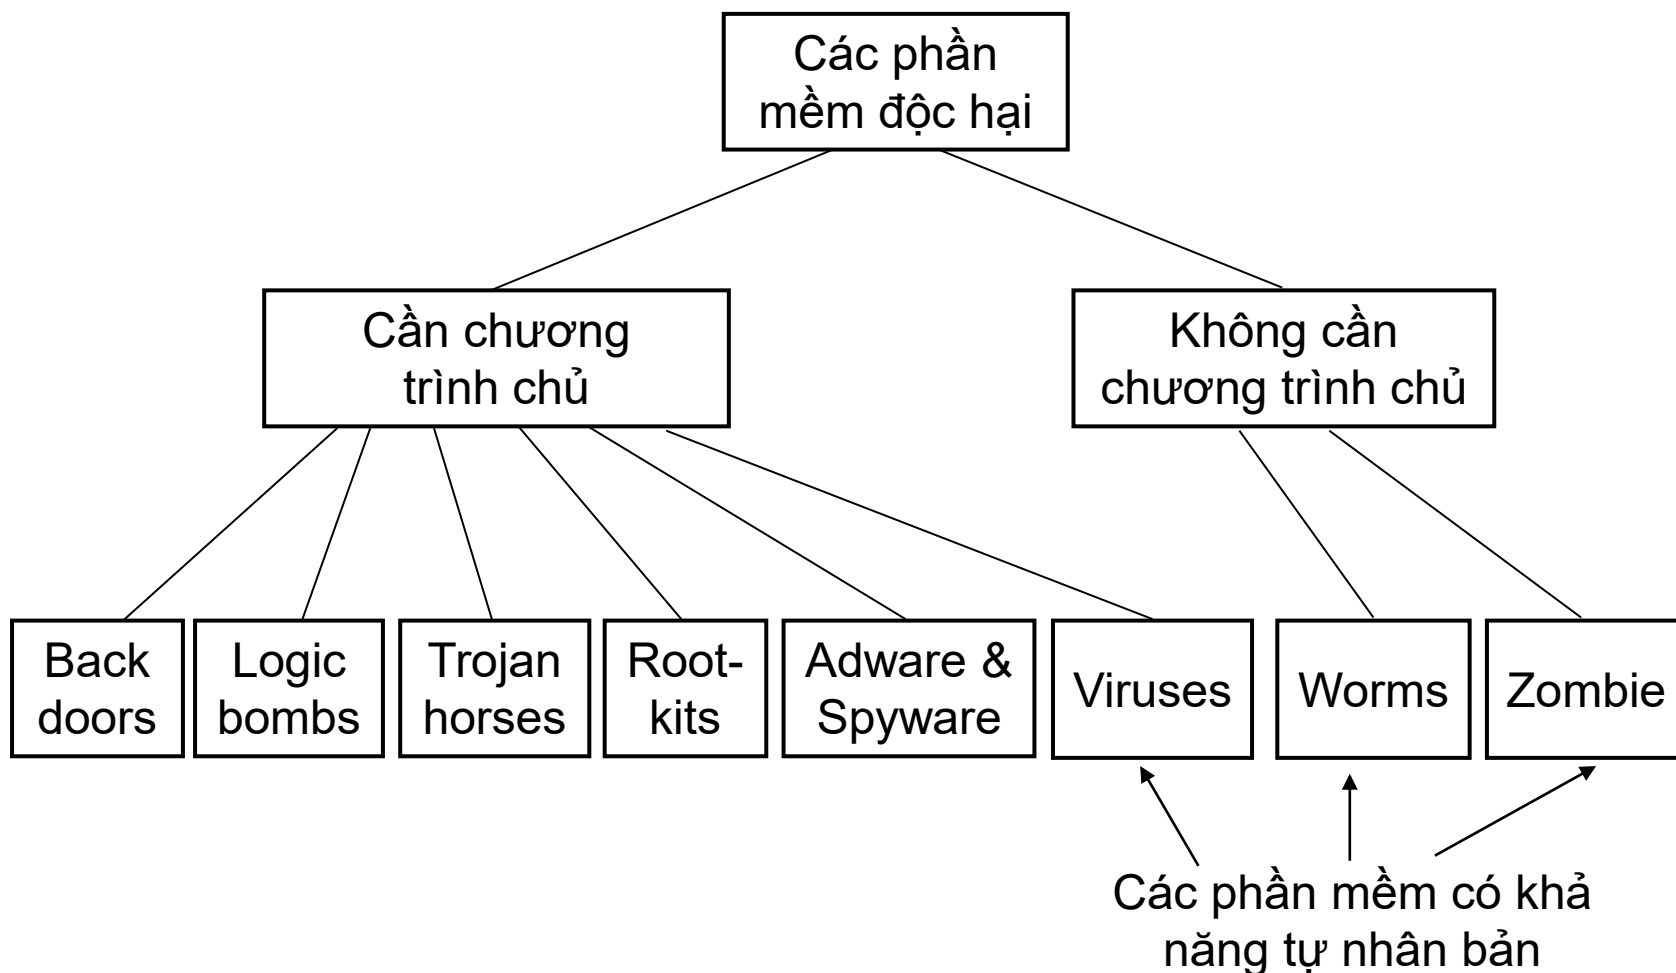 Các phần
mềm độc hại
Cần chương
trình chủ
Không cần
chương trình chủ
Back
doors
Logic
bombs
Trojan
horses
Root-
kits
Adware &
Spyware
Viruses
Worms
Zombie
Các phần mềm có khả
năng tự nhân bản